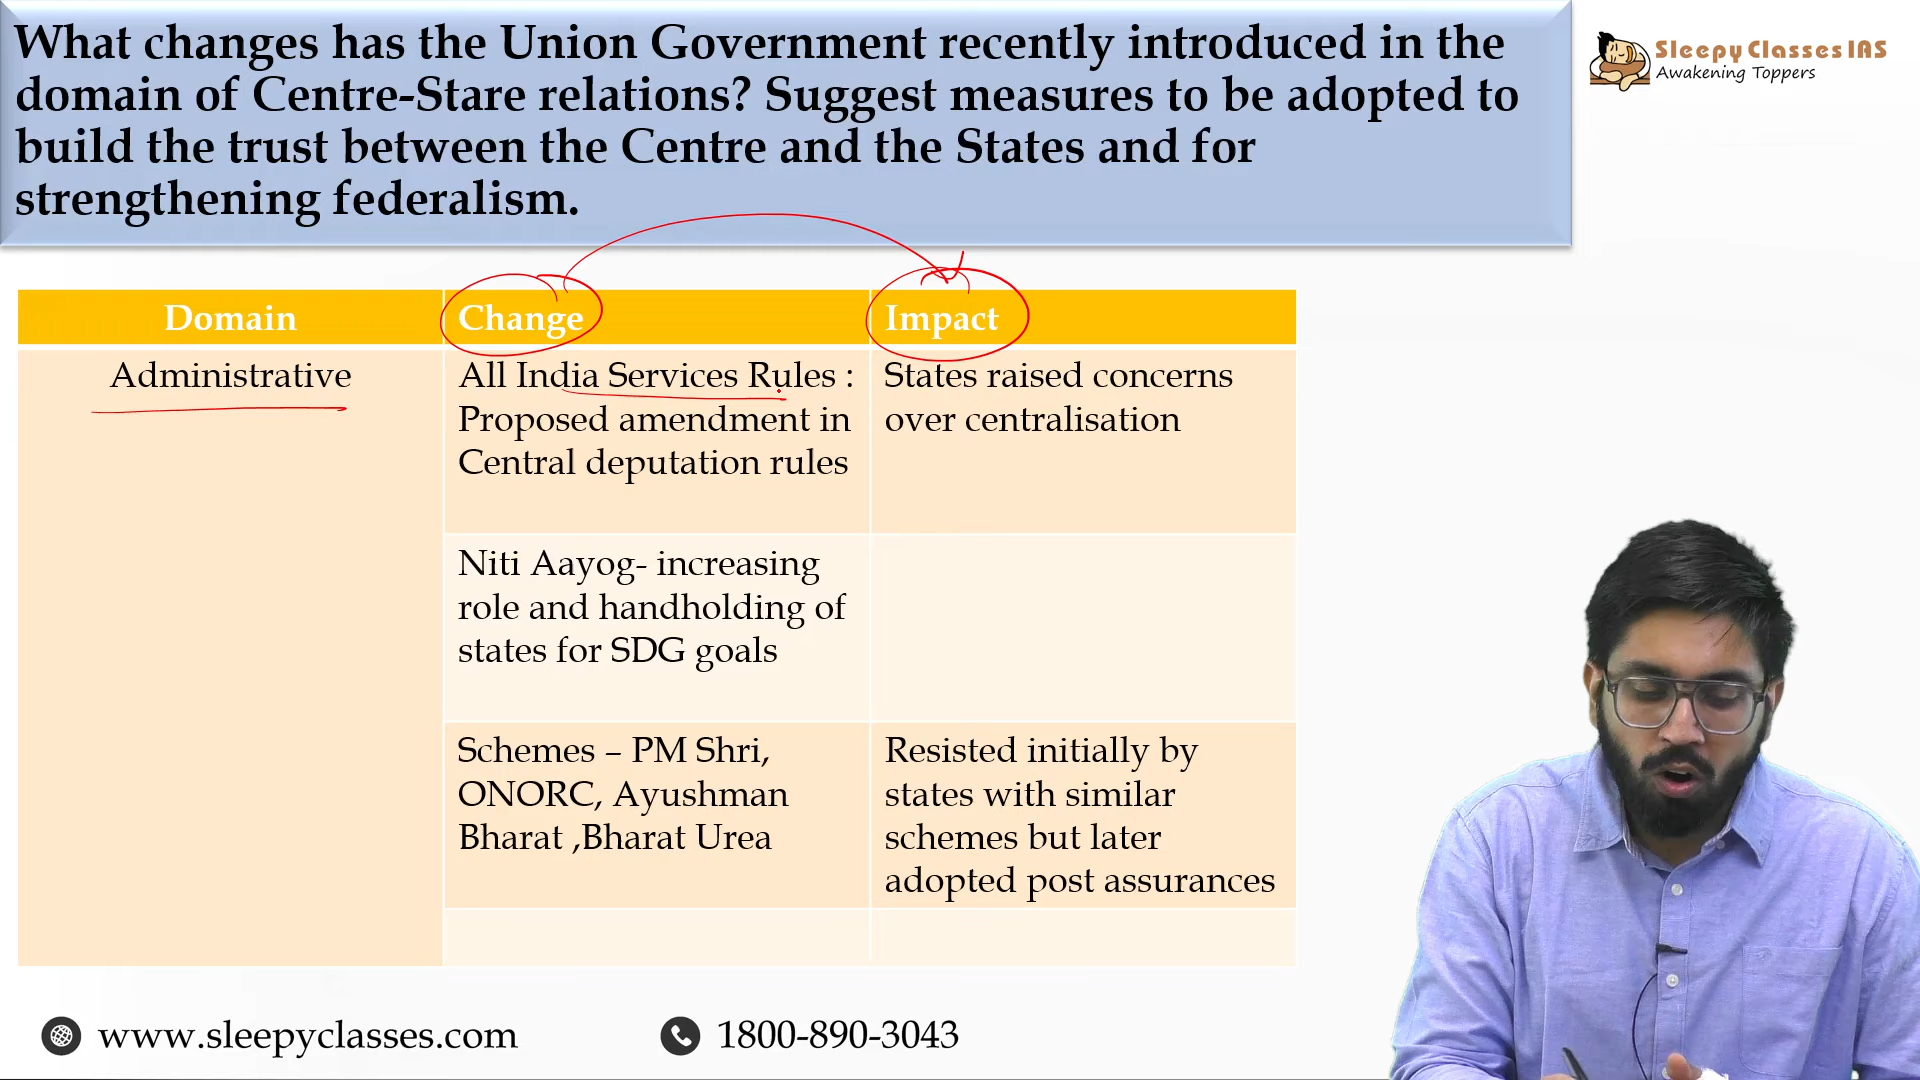 What changes has the Union Government recently introduced in the
domain of Centre-Stare relations? Suggest measures to be adopted to
build the trust between the Centre and the States and for
strengthening federalism.
Sleepy Classes IAS
Awakening Toppers
Domain
Change
Impact
Administrative
All India Services Rules :
Proposed amendment in
Central deputation rules
States raised concerns
over centralisation
Niti Aayog- increasing
role and handholding of
states for SDG goals
Schemes – PM Shri,
ONORC, Ayushman
Bharat ,Bharat Urea
Resisted initially by
states with similar
schemes but later
adopted post assurances
www.sleepyclasses.com
1800-890-3043